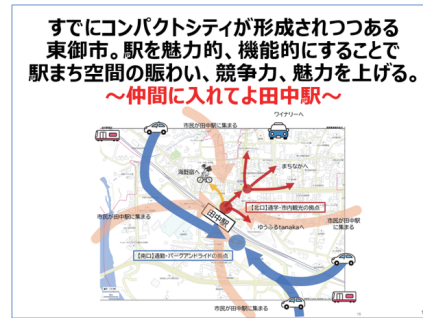 すでにコンパクトシティが形成されつつある
東御市。駅を魅力的、機能的にすることで
駅まち空間の賑わい、競争力、魅力を上げる。
～仲間に入れてよ田中駅～
ワイナリーへ
市民が田中駅に集まる
まちなかへ
海野宿へ
【北口】通学・市内観光の拠点
市民が田中駅に集まる
田中駅
市民が田中駅
に集まる
ゆうふるtanakaへ
【南口】通勤・パークアンドライドの拠点
市民が田中駅に集まる